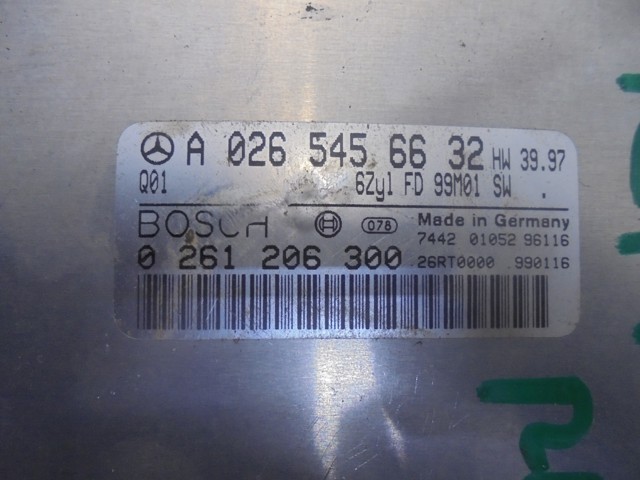 A 026 545 66 32 HW 39.97
Q01 6Zyl FD 99M01 SW .
BOSCH 078 Made in Germany
7442 01052 96116
0 261 206 300 26RT0000 990116